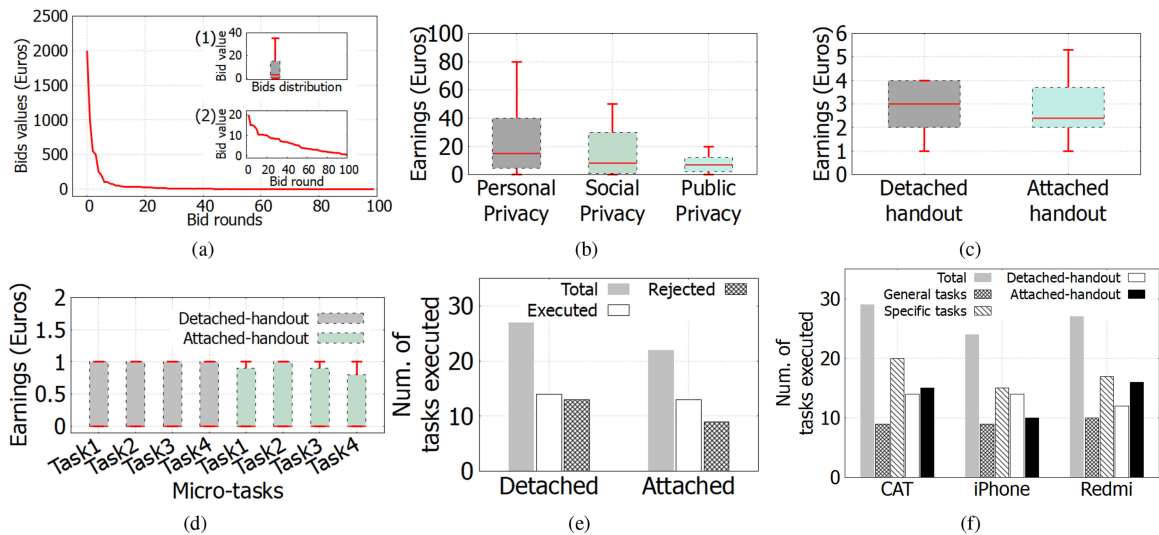 2500
2000
1500
1000
500
0
Bids values (Euros)
0 20 40 60 80 100
Bid rounds
(1)
40
20
0
Bid value
Bids distribution
(2)
20
10
0
Bid value
0 20 40 60 80 100
Bid round
(a)
100
80
60
40
20
0
Earnings (Euros)
Personal Social Public
Privacy Privacy Privacy
(b)
6
5
4
3
2
1
0
Earnings (Euros)
Detached Attached
handout handout
(c)
2
1.5
1
0.5
0
Earnings (Euros)
Detached-handout
Attached-handout
Task1 Task2 Task3 Task4 Task1 Task2 Task3 Task4
Micro-tasks
(d)
30
20
10
0
Num. of
tasks executed
Total Rejected
Executed
Detached Attached
(e)
30
20
10
0
Num. of
tasks executed
Total Detached-handout
General tasks Attached-handout
Specific tasks
CAT iPhone Redmi
(f)